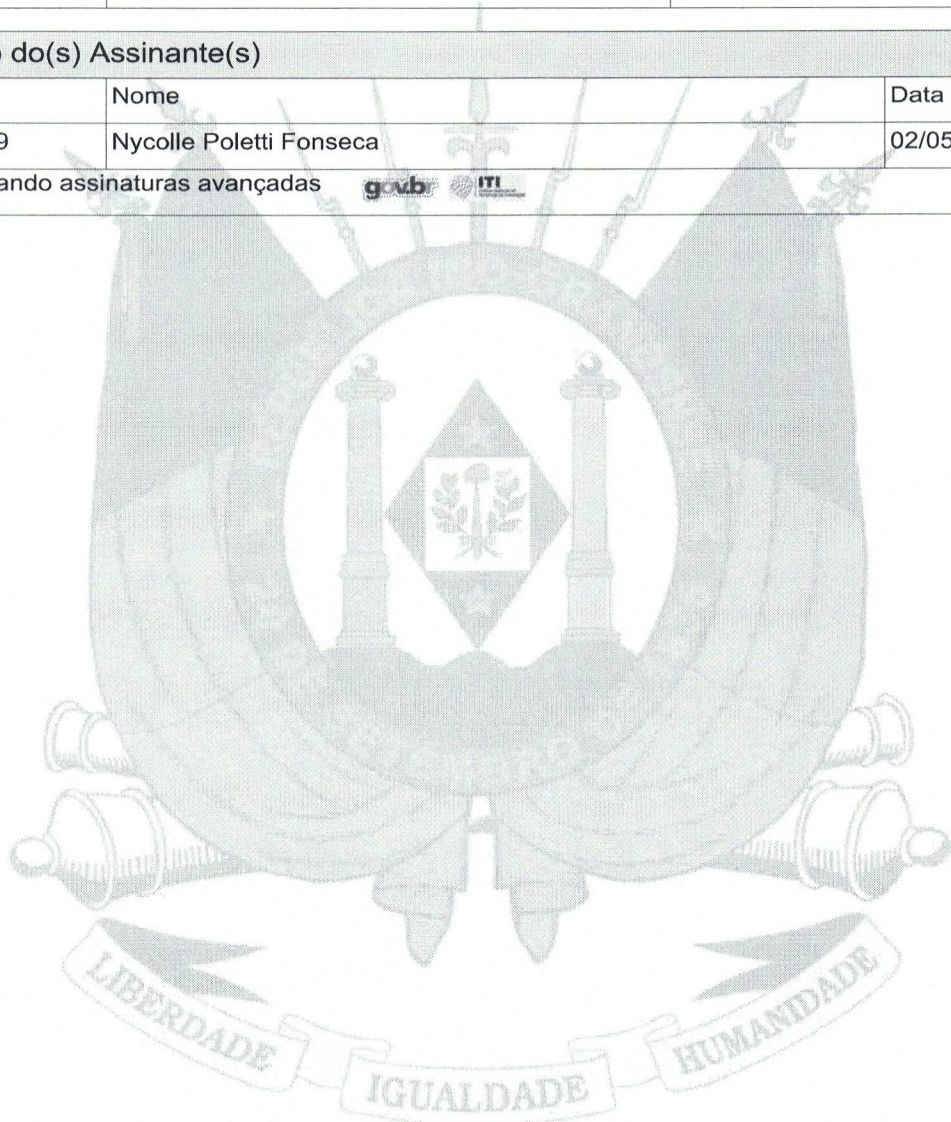 do(s) Assinante(s)
Nome Data
9 Nycolle Poletti Fonseca 02/05
ando assinaturas avançadas gov.br ITI
LIBERDADE IGUALDADE HUMANIDADE